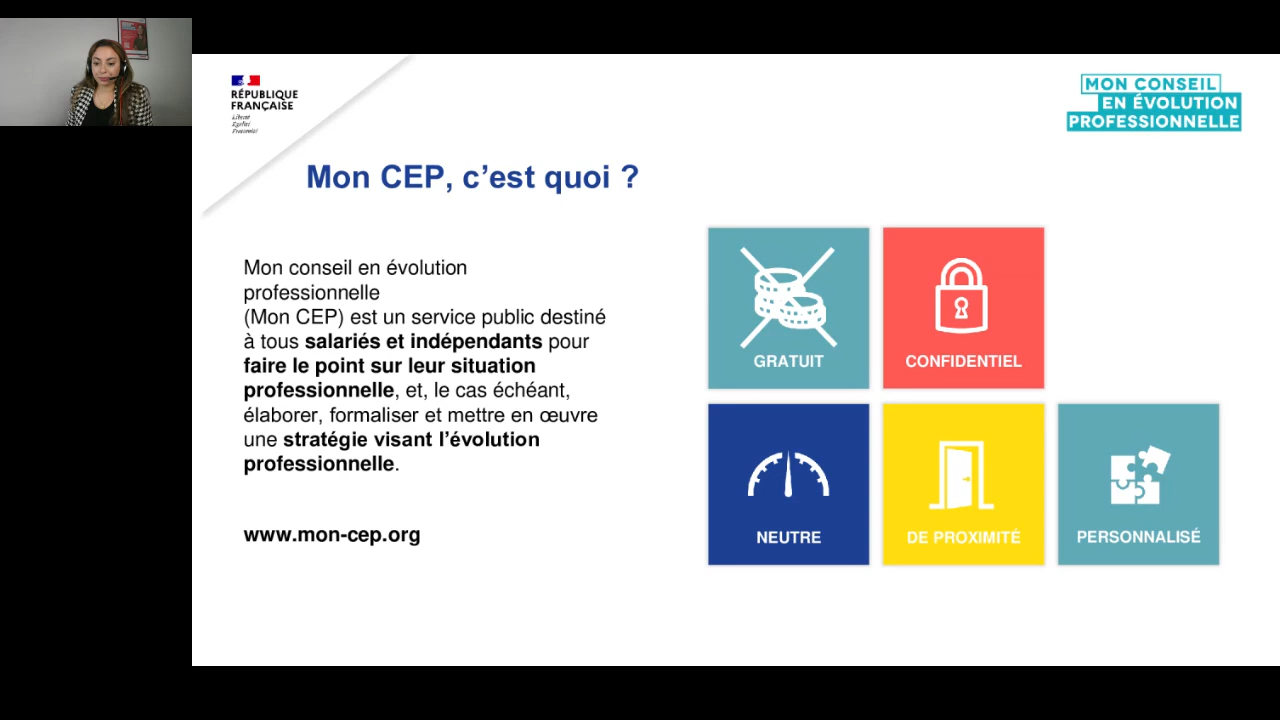 RÉPUBLIQUE
FRANÇAISE
Liberté
Égalité
Fraternité
MON CONSEIL
EN ÉVOLUTION
PROFESSIONNELLE
Mon CEP, c’est quoi ?
Mon conseil en évolution
professionnelle
(Mon CEP) est un service public destiné
à tous salariés et indépendants pour
faire le point sur leur situation
professionnelle, et, le cas échéant,
élaborer, formaliser et mettre en œuvre
une stratégie visant l’évolution
professionnelle.
www.mon-cep.org
GRATUIT
CONFIDENTIEL
NEUTRE
DE PROXIMITÉ
PERSONNALISÉ